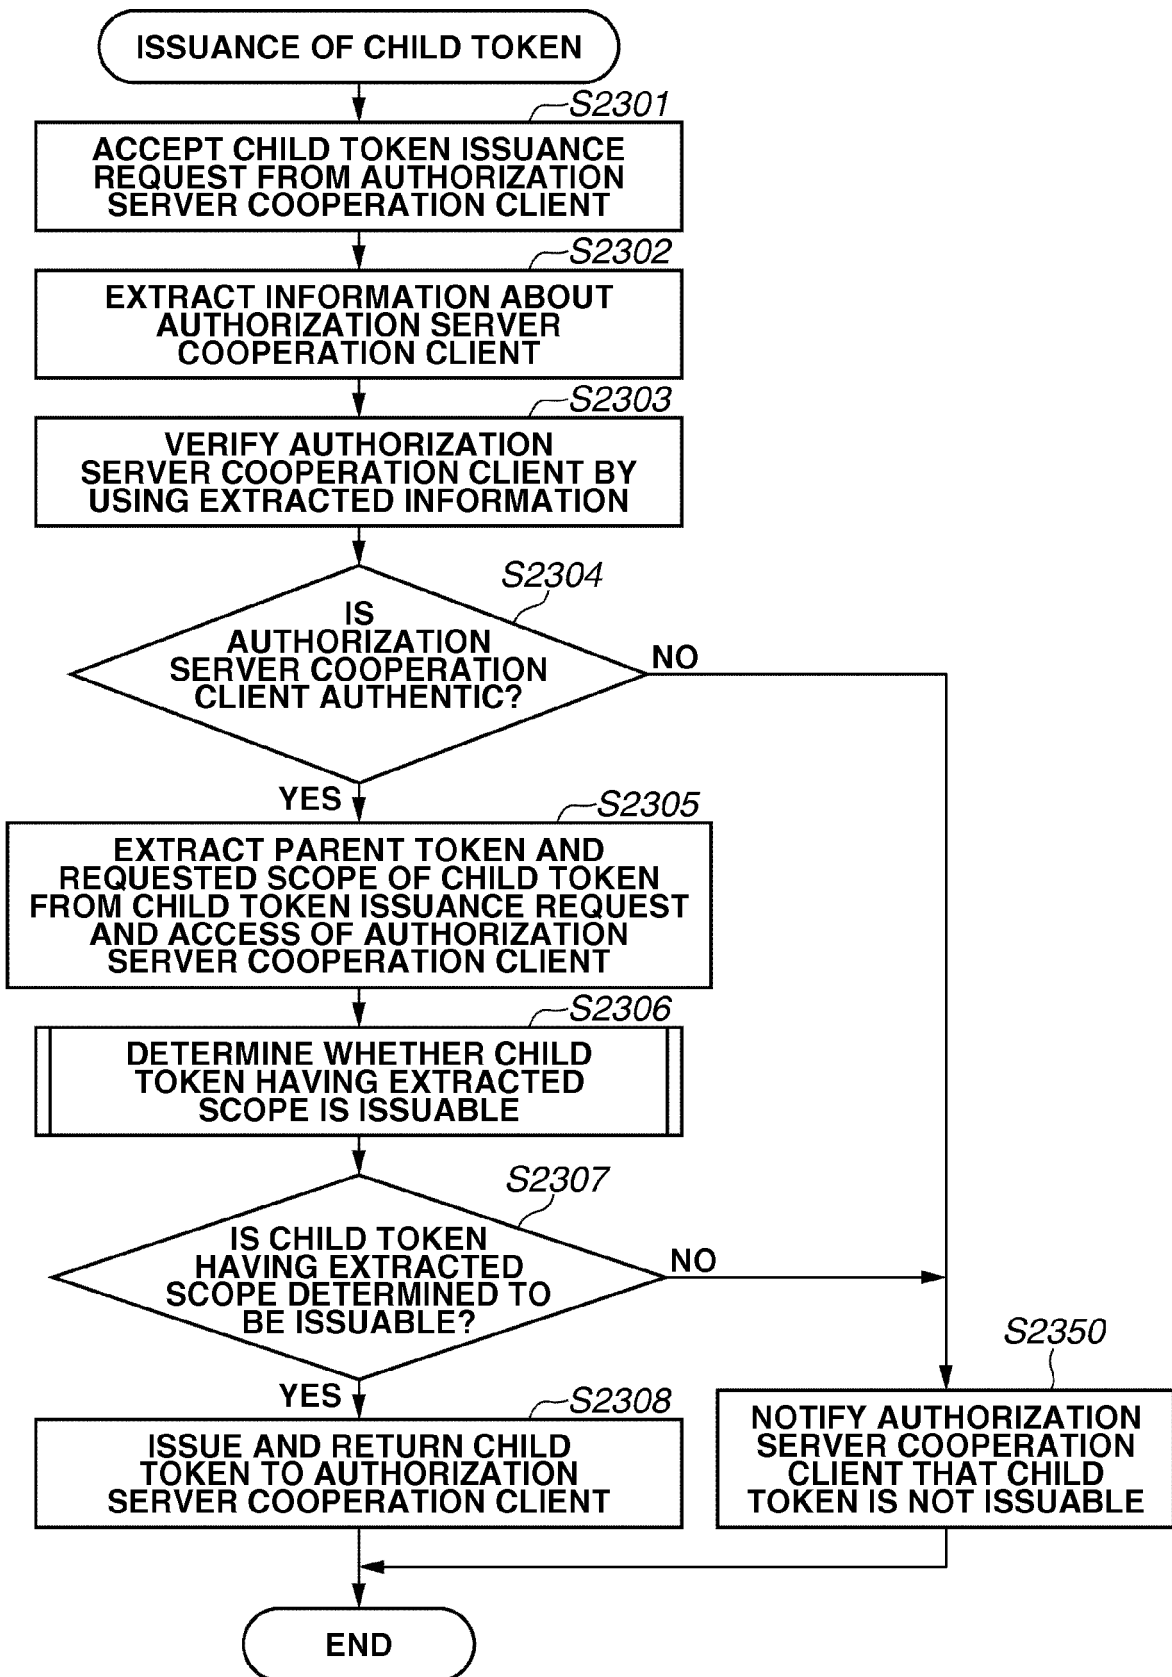 ISSUANCE OF CHILD TOKEN
S2301
ACCEPT CHILD TOKEN ISSUANCE
REQUEST FROM AUTHORIZATION
SERVER COOPERATION CLIENT
S2302
EXTRACT INFORMATION ABOUT
AUTHORIZATION SERVER
COOPERATION CLIENT
S2303
VERIFY AUTHORIZATION
SERVER COOPERATION CLIENT BY
USING EXTRACTED INFORMATION
S2304
IS
AUTHORIZATION
SERVER COOPERATION
CLIENT AUTHENTIC?
NO
YES
S2305
EXTRACT PARENT TOKEN AND
REQUESTED SCOPE OF CHILD TOKEN
FROM CHILD TOKEN ISSUANCE REQUEST
AND ACCESS OF AUTHORIZATION
SERVER COOPERATION CLIENT
S2306
DETERMINE WHETHER CHILD
TOKEN HAVING EXTRACTED
SCOPE IS ISSUABLE
S2307
IS CHILD TOKEN
HAVING EXTRACTED
SCOPE DETERMINED TO
BE ISSUABLE?
NO
YES
S2308
ISSUE AND RETURN CHILD
TOKEN TO AUTHORIZATION
SERVER COOPERATION CLIENT
S2350
NOTIFY AUTHORIZATION
SERVER COOPERATION
CLIENT THAT CHILD
TOKEN IS NOT ISSUABLE
END